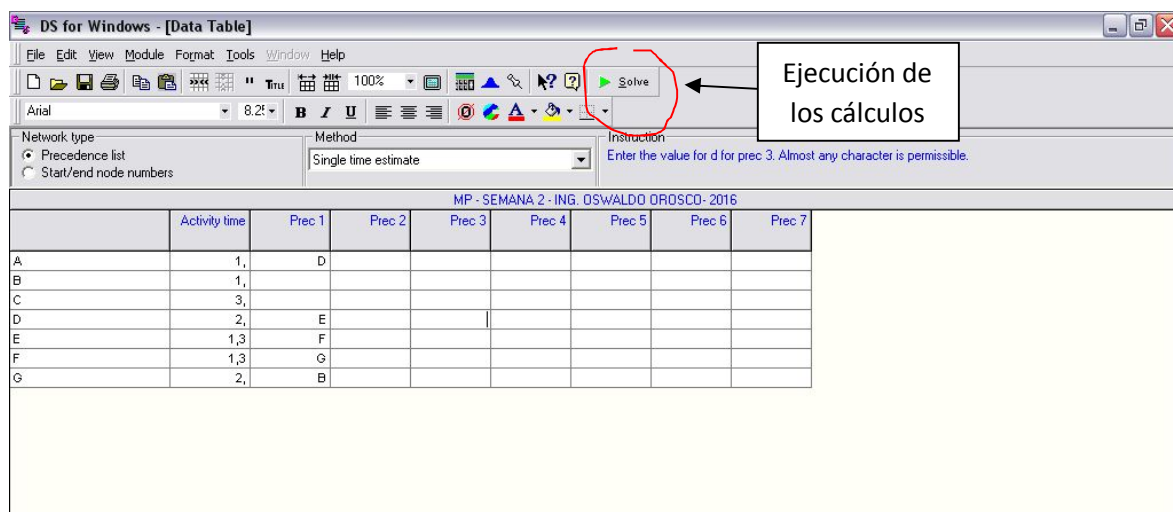 DS for Windows - [Data Table]
File Edit View Module Format Tools Window Help
TITLE 100% Solve
Ejecución de
los cálculos
Arial 8.25 B I U A
Network type Method Instruction
Precedence list Single time estimate Enter the value for d for prec 3. Almost any character is permissible.
Start/end node numbers
MP - SEMANA 2 - ING. OSWALDO OROSCO- 2016
Activity time Prec 1 Prec 2 Prec 3 Prec 4 Prec 5 Prec 6 Prec 7
A 1, D
B 1,
C 3,
D 2, E
E 1,3 F
F 1,3 G
G 2, B